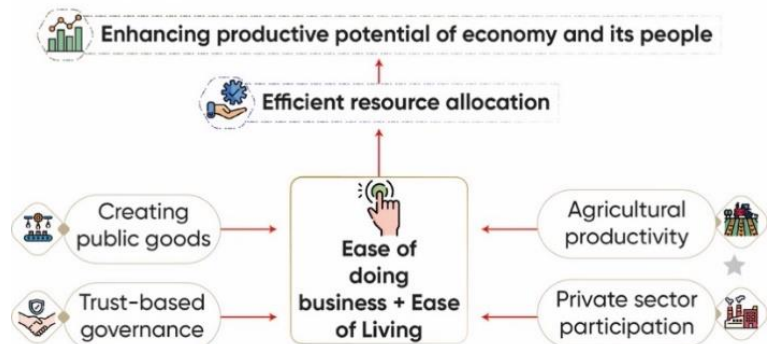 Enhancing productive potential of economy and its people
Efficient resource allocation
Creating
public goods
Trust-based
governance
Ease of
doing
business + Ease
of Living
Agricultural
productivity
Private sector
participation